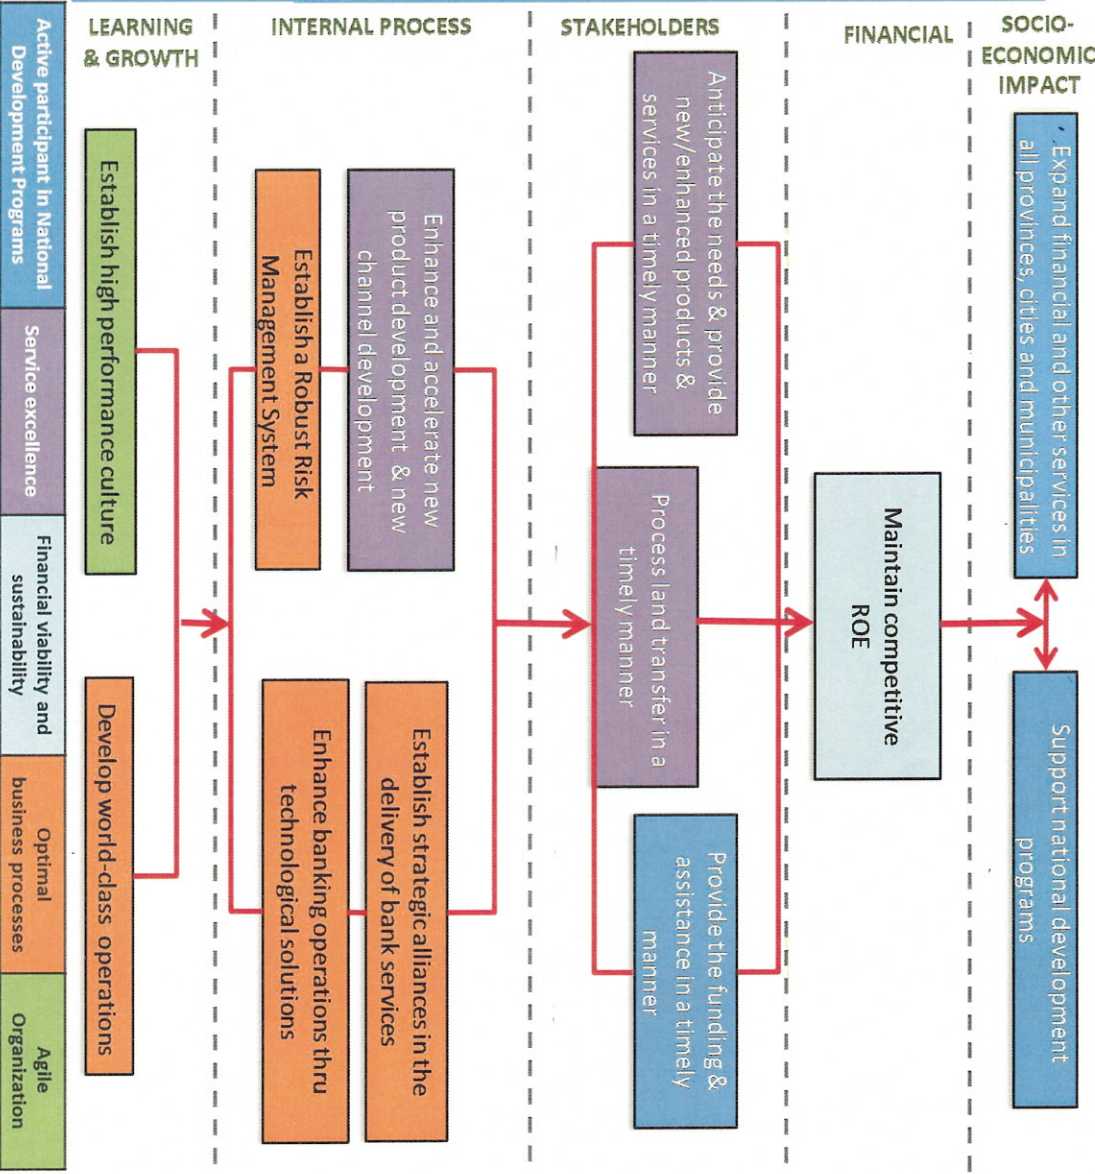 LEARNING
& GROWTH
INTERNAL PROCESS
STAKEHOLDERS
FINANCIAL
SOCIO-
ECONOMIC
IMPACT
Active participant in National
Development Programs
Service excellence
Financial viability and
sustainability
Optimal
business processes
Agile
Organization
Establish high performance culture
Develop world-class operations
Establish a Robust Risk
Management System
Enhance and accelerate new
product development & new
channel development
Enhance banking operations thru
technological solutions
Establish strategic alliances in the
delivery of bank services
Anticipate the needs & provide
new/enhanced products &
services in a timely manner
Process land transfer in a
timely manner
Provide the funding &
assistance in a timely
manner
Maintain competitive
ROE
Expand financial and other services in
all provinces, cities and municipalities
Support national development
programs